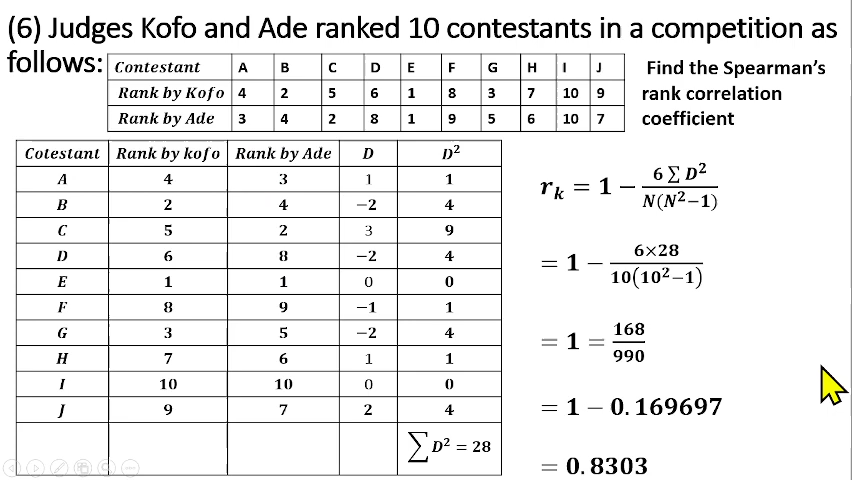 (6) Judges Kofo and Ade ranked 10 contestants in a competition as
follows:
Contestant A B C D E F G H I J
Rank by Kofo 4 2 5 6 1 8 3 7 10 9
Rank by Ade 3 4 2 8 1 9 5 6 10 7
Find the Spearman's
rank correlation
coefficient
Cotestant Rank by kofo Rank by Ade D D²
A 4 3 1 1
B 2 4 −2 4
C 5 2 3 9
D 6 8 −2 4
E 1 1 0 0
F 8 9 −1 1
G 3 5 −2 4
H 7 6 1 1
I 10 10 0 0
J 9 7 2 4
∑ D² = 28
r_k = 1 − 6 ∑ D² / N(N²−1)
= 1 − 6×28 / 10(10²−1)
= 1 = 168 / 990
= 1 − 0.169697
= 0.8303